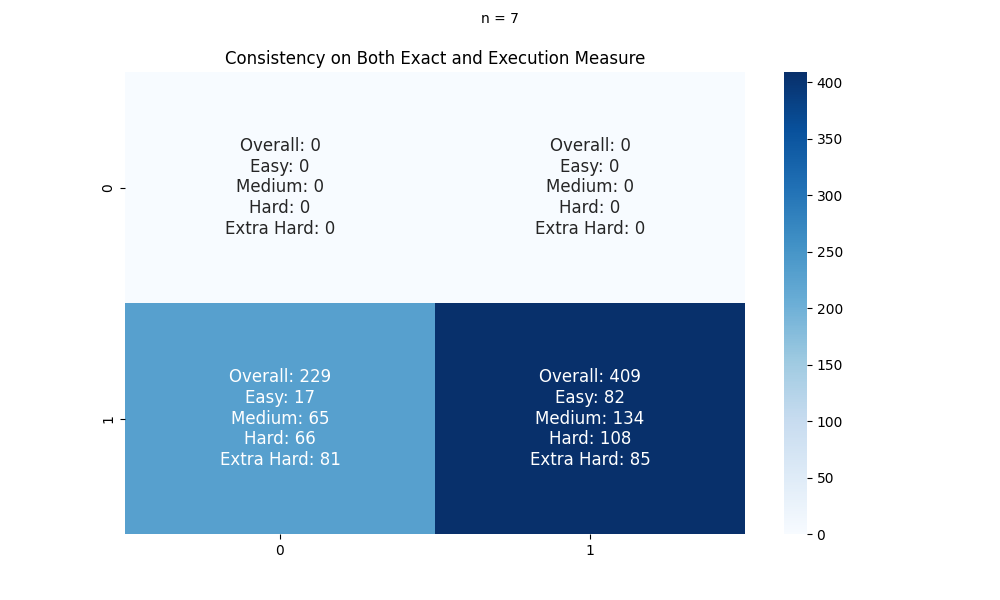 n = 7
Consistency on Both Exact and Execution Measure
0
Overall: 0
Easy: 0
Medium: 0
Hard: 0
Extra Hard: 0
Overall: 0
Easy: 0
Medium: 0
Hard: 0
Extra Hard: 0
1
Overall: 229
Easy: 17
Medium: 65
Hard: 66
Extra Hard: 81
Overall: 409
Easy: 82
Medium: 134
Hard: 108
Extra Hard: 85
0
1
400
350
300
250
200
150
100
50
0